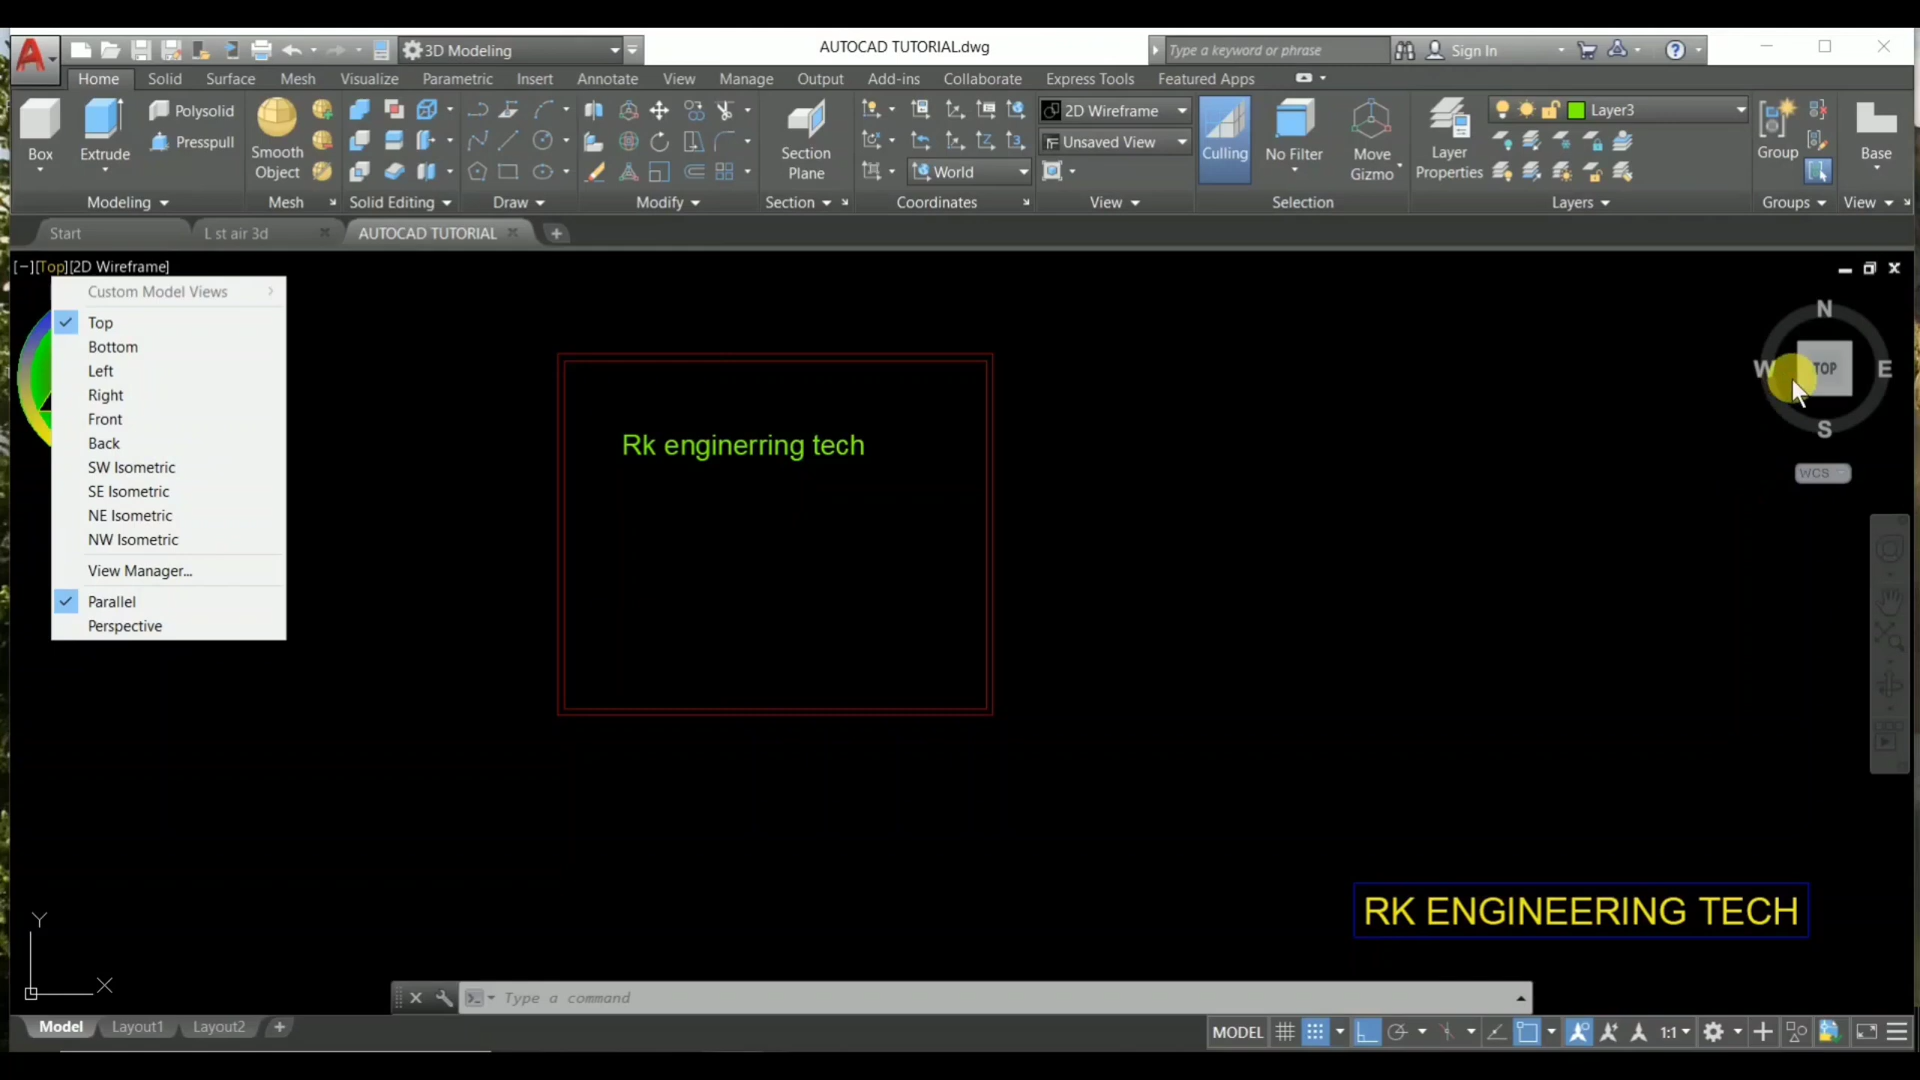 3D Modeling
AUTOCAD TUTORIAL.dwg
Type a keyword or phrase
Sign In
Home Solid Surface Mesh Visualize Parametric Insert Annotate View Manage Output Add-ins Collaborate Express Tools Featured Apps
Box
Extrude
Polysolid
Presspull
Smooth
Object
Section
Plane
World
2D Wireframe
Unsaved View
Culling
No Filter
Move
Gizmo
Layer
Properties
Layer3
Group
Base
Modeling Mesh Solid Editing Draw Modify Section Coordinates View Selection Layers Groups View
Start
L st air 3d
AUTOCAD TUTORIAL
[−][Top][2D Wireframe]
Custom Model Views
Top
Bottom
Left
Right
Front
Back
SW Isometric
SE Isometric
NE Isometric
NW Isometric
View Manager...
Parallel
Perspective
Rk enginerring tech
N
W TOP E
S
WCS
RK ENGINEERING TECH
Y
X
Type a command
Model Layout1 Layout2
MODEL 1:1